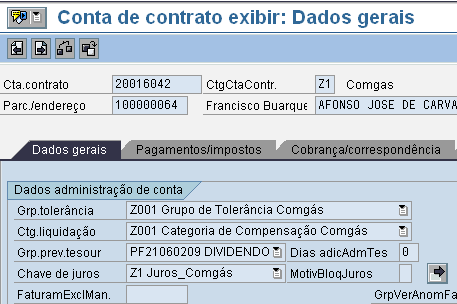 Conta de contrato exibir: Dados gerais
Cta.contrato 20016042 CtgCtaContr. Z1 Comgas
Parc./endereço 100000064 Francisco Buarque AFONSO JOSE DE CARVA
Dados gerais Pagamentos/impostos Cobrança/correspondência
Dados administração de conta
Grp.tolerância Z001 Grupo de Tolerância Comgás
Ctg.liquidação Z001 Categoria de Compensação Comgás
Grp.prev.tesour PF21060209 DIVIDENDO Dias adicAdmTes 0
Chave de juros Z1 Juros_Comgás MotivBloqJuros
FaturamExclMan. GrpVerAnomFa